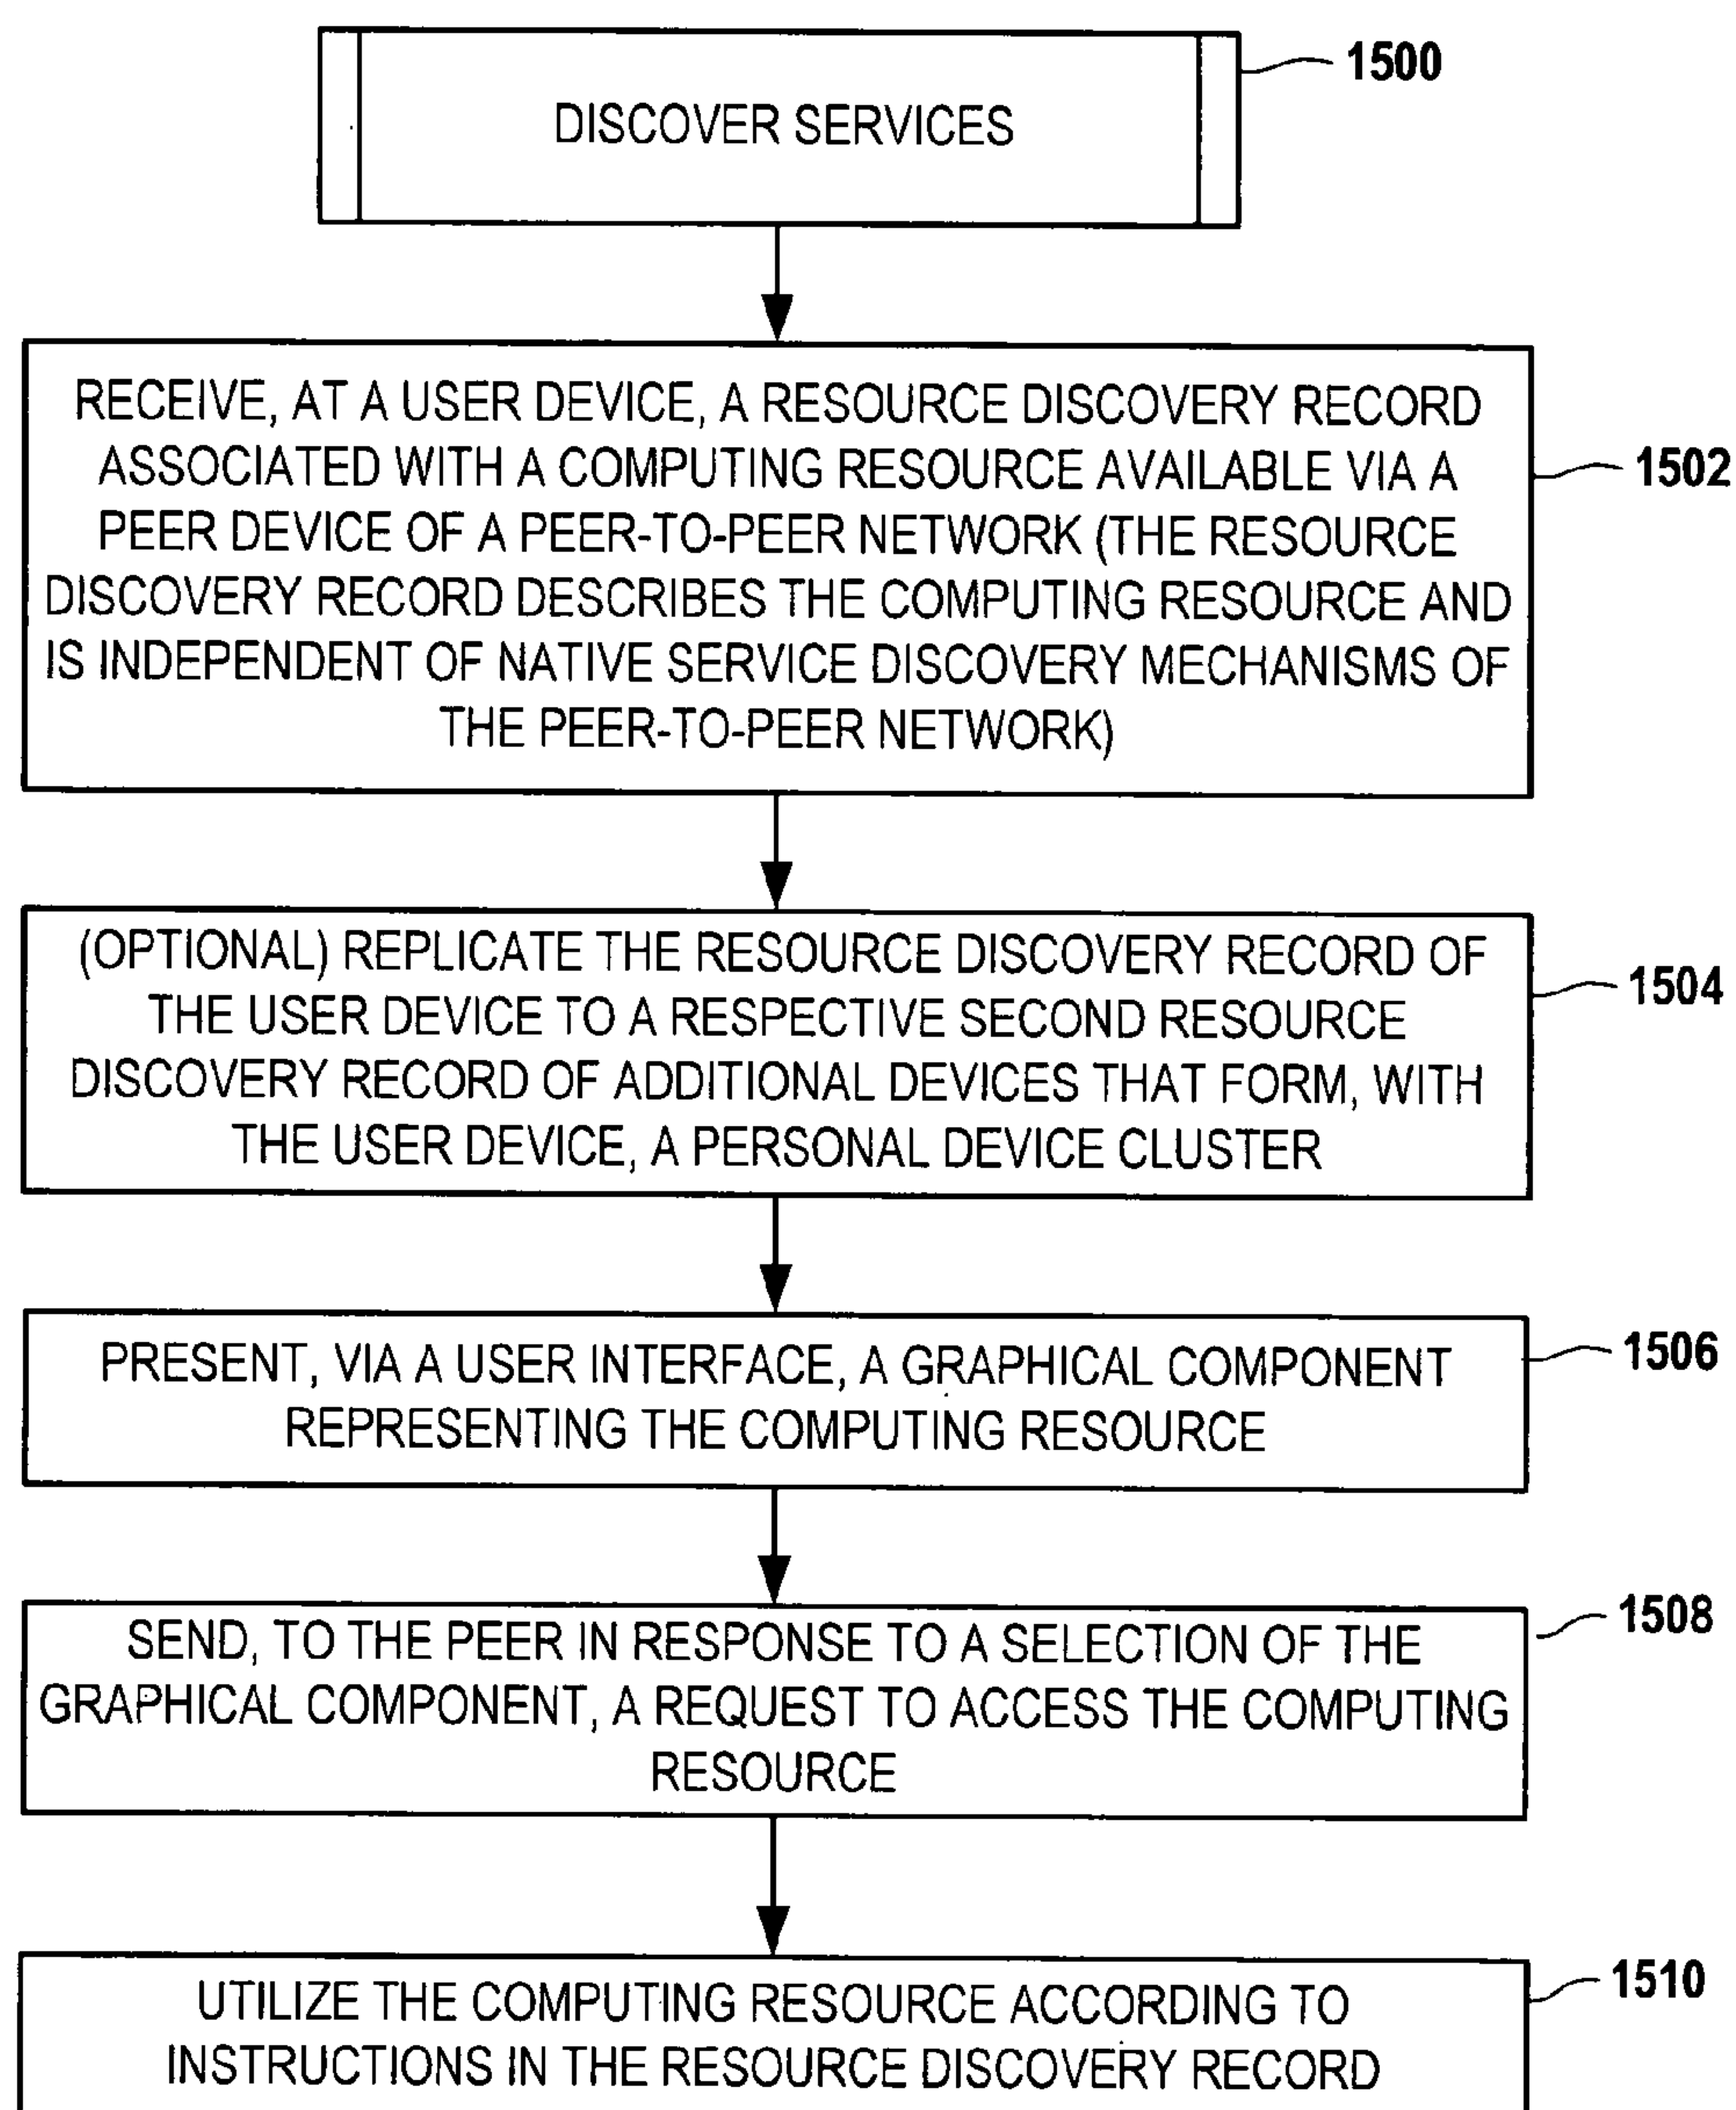 DISCOVER SERVICES
1500
RECEIVE, AT A USER DEVICE, A RESOURCE DISCOVERY RECORD
ASSOCIATED WITH A COMPUTING RESOURCE AVAILABLE VIA A
PEER DEVICE OF A PEER-TO-PEER NETWORK (THE RESOURCE
DISCOVERY RECORD DESCRIBES THE COMPUTING RESOURCE AND
IS INDEPENDENT OF NATIVE SERVICE DISCOVERY MECHANISMS OF
THE PEER-TO-PEER NETWORK)
1502
(OPTIONAL) REPLICATE THE RESOURCE DISCOVERY RECORD OF
THE USER DEVICE TO A RESPECTIVE SECOND RESOURCE
DISCOVERY RECORD OF ADDITIONAL DEVICES THAT FORM, WITH
THE USER DEVICE, A PERSONAL DEVICE CLUSTER
1504
PRESENT, VIA A USER INTERFACE, A GRAPHICAL COMPONENT
REPRESENTING THE COMPUTING RESOURCE
1506
SEND, TO THE PEER IN RESPONSE TO A SELECTION OF THE
GRAPHICAL COMPONENT, A REQUEST TO ACCESS THE COMPUTING
RESOURCE
1508
UTILIZE THE COMPUTING RESOURCE ACCORDING TO
INSTRUCTIONS IN THE RESOURCE DISCOVERY RECORD
1510